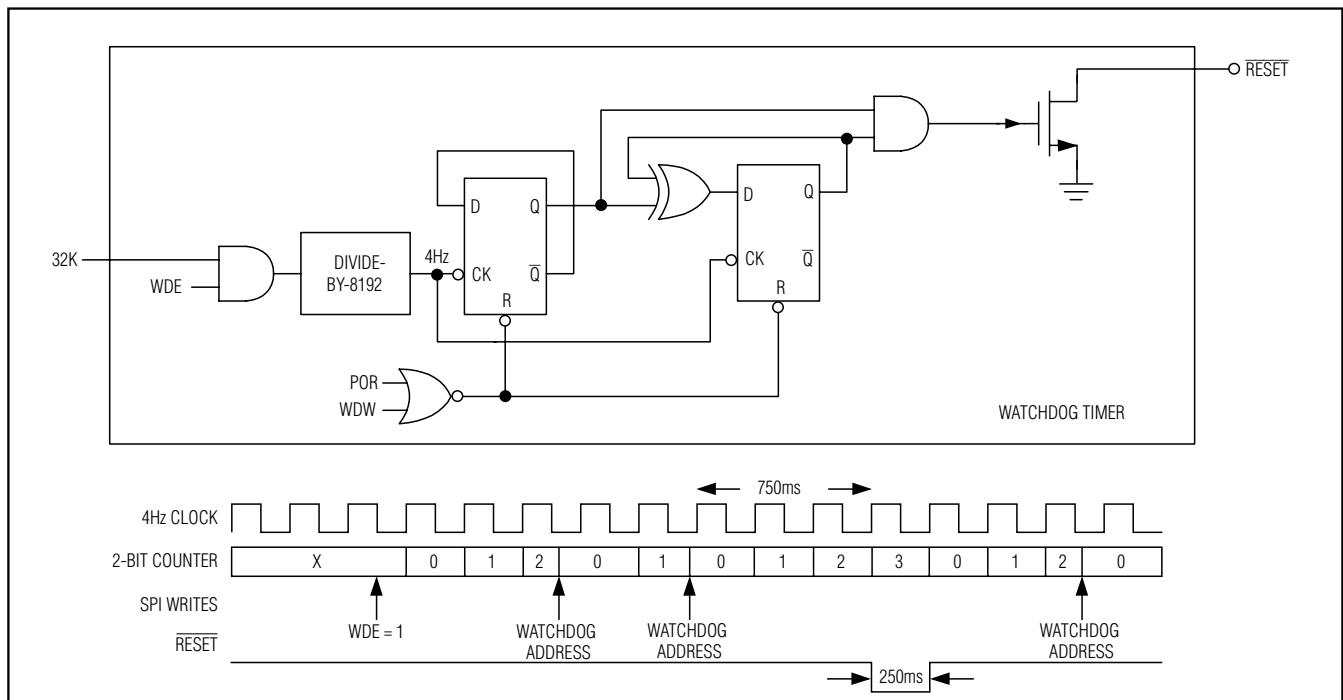 RESET
32K
WDE
DIVIDE-
BY-8192
4Hz
D
Q
CK
Q
R
D
Q
CK
Q
R
POR
WDW
WATCHDOG TIMER
750ms
4Hz CLOCK
2-BIT COUNTER
X 0 1 2 0 1 0 1 2 3 0 1 2 0
SPI WRITES
WDE = 1
WATCHDOG
ADDRESS
WATCHDOG
ADDRESS
WATCHDOG
ADDRESS
RESET
250ms